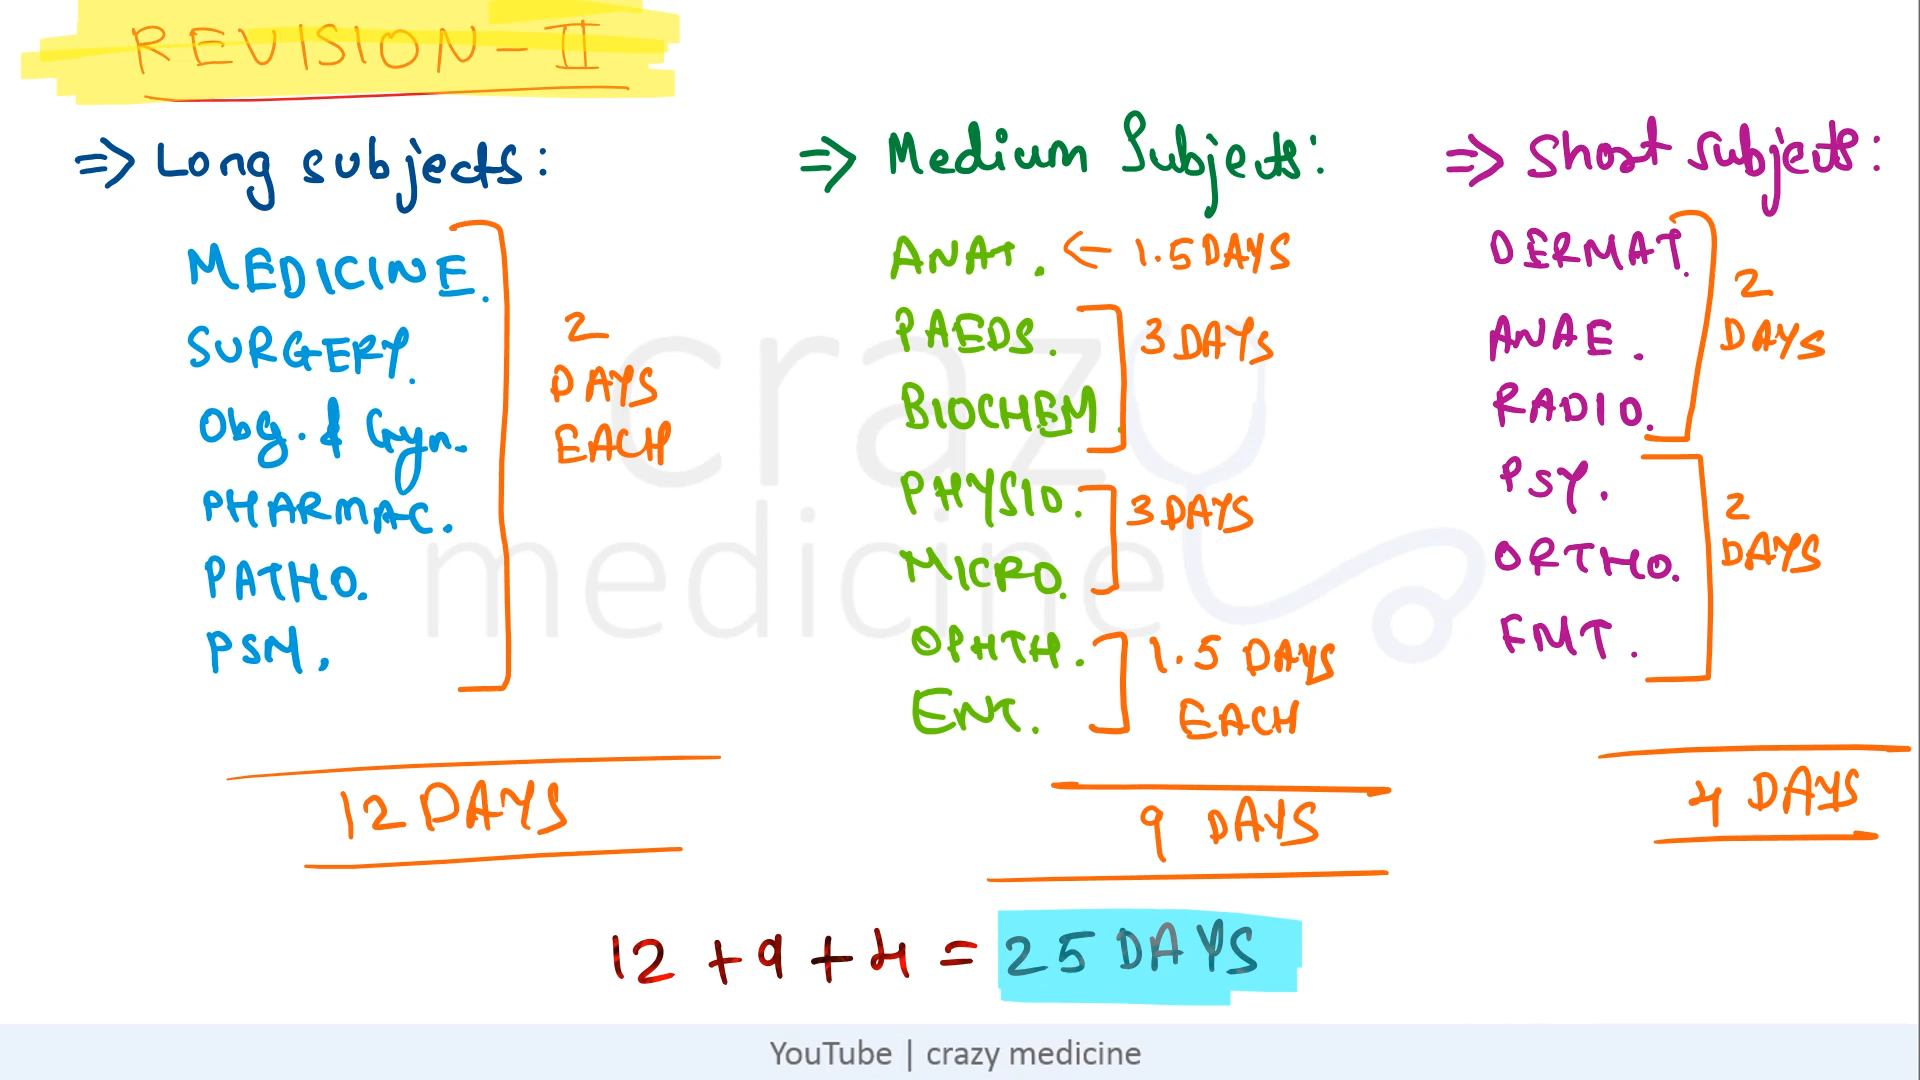 REVISION-II
=> Long subjects:
MEDICINE.
SURGERY.
Obg. & Gyn.
PHARMAC.
PATHO.
PSM.
2
DAYS
EACH
12 DAYS
=> Medium Subjects:
ANAT. <- 1.5 DAYS
PAEDS.
BIOCHEM.
3 DAYS
PHYSIO.
MICRO.
3 DAYS
OPHTH.
ENT.
1.5 DAYS
EACH
9 DAYS
=> Short subjects:
DERMAT.
ANAE.
RADIO.
2
DAYS
PSY.
ORTHO.
FMT.
2
DAYS
4 DAYS
12 + 9 + 4 = 25 DAYS
crazy
medicine
YouTube | crazy medicine